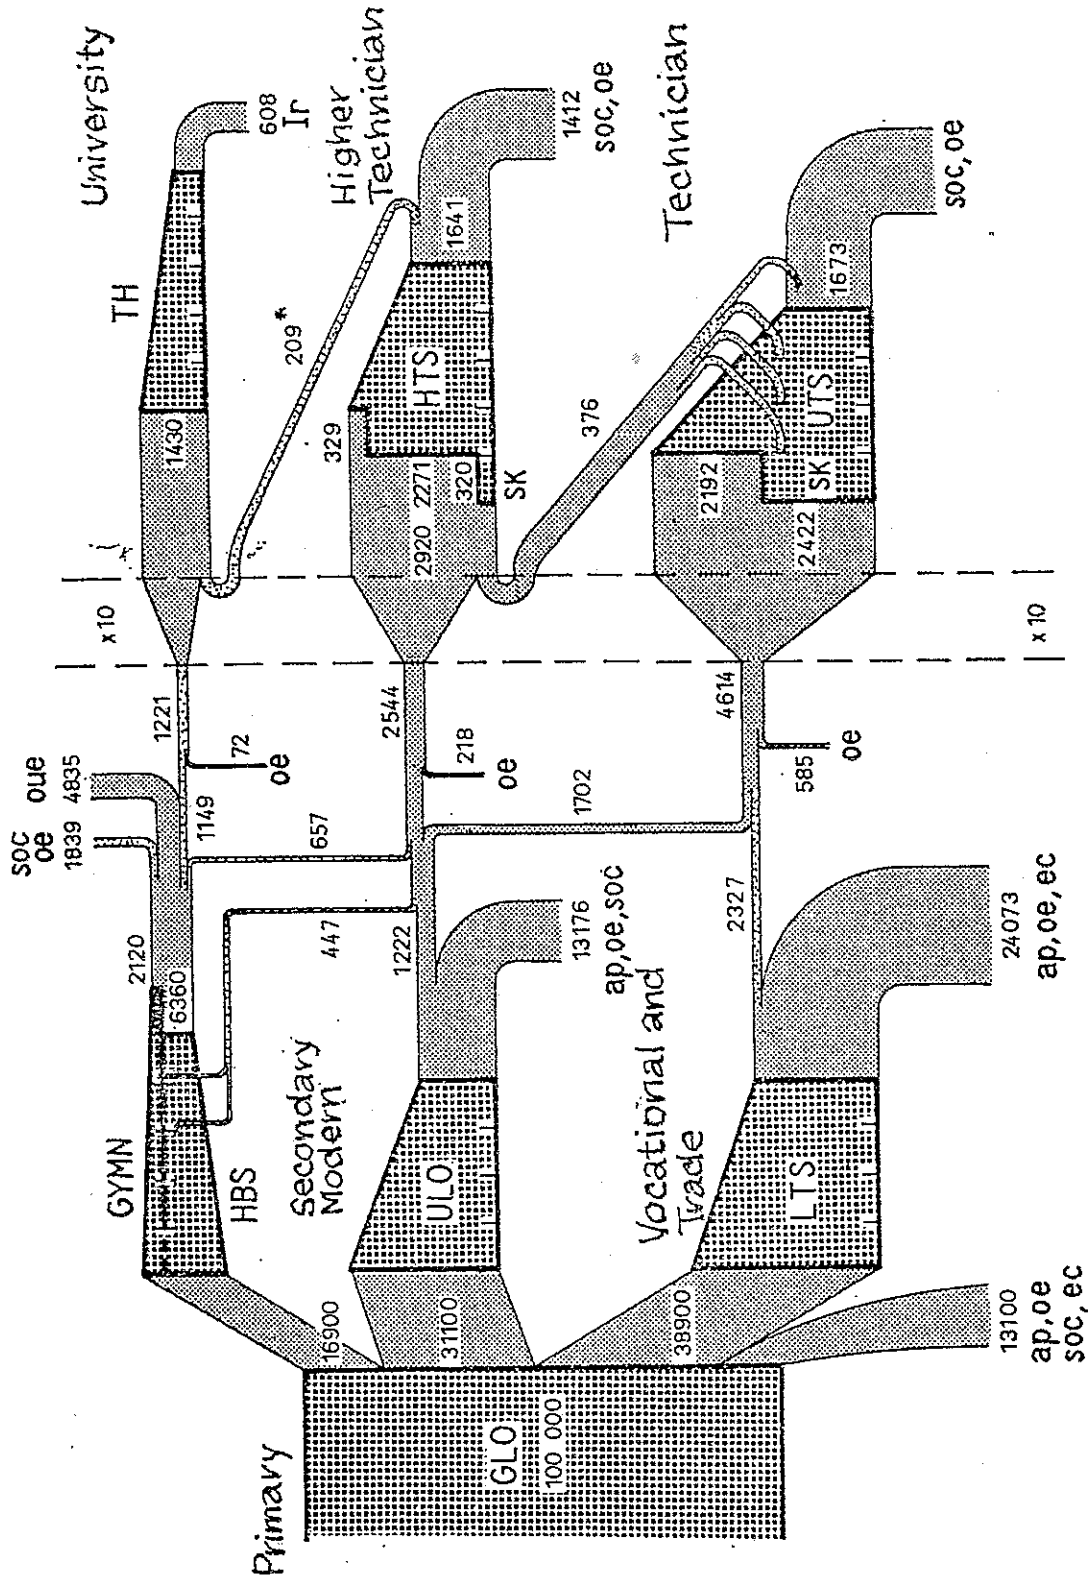 Primary
GLO
100 000
16900
31100
38900
13100
ap,oe
soc, ec
GYMN
HBS
Secondary
Modern
ULO
Vocational and
Trade
LTS
2120
6360
soc
oe
1839
oue
4835
1149
72
oe
1221
447
657
1222
13176
ap,oe,soc
218
oe
2544
1702
2327
24073
ap,oe,ec
585
oe
4614
x 10
x 10
University
TH
1430
608
Ir
209*
Higher
Technician
329
HTS
2920
2271
320
SK
1641
1412
soc,oe
376
Technician
2192
2422
SK
UTS
1673
soc,oe